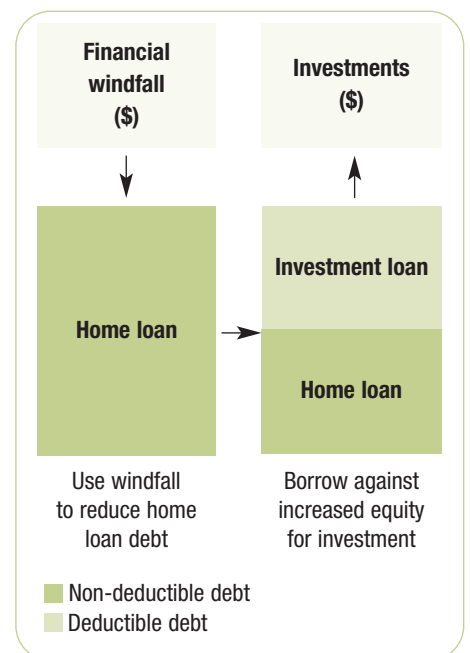 Financial
windfall
($)
Investments
($)
Home loan
Investment loan
Home loan
Use windfall
to reduce home
loan debt
Borrow against
increased equity
for investment
Non-deductible debt
Deductible debt